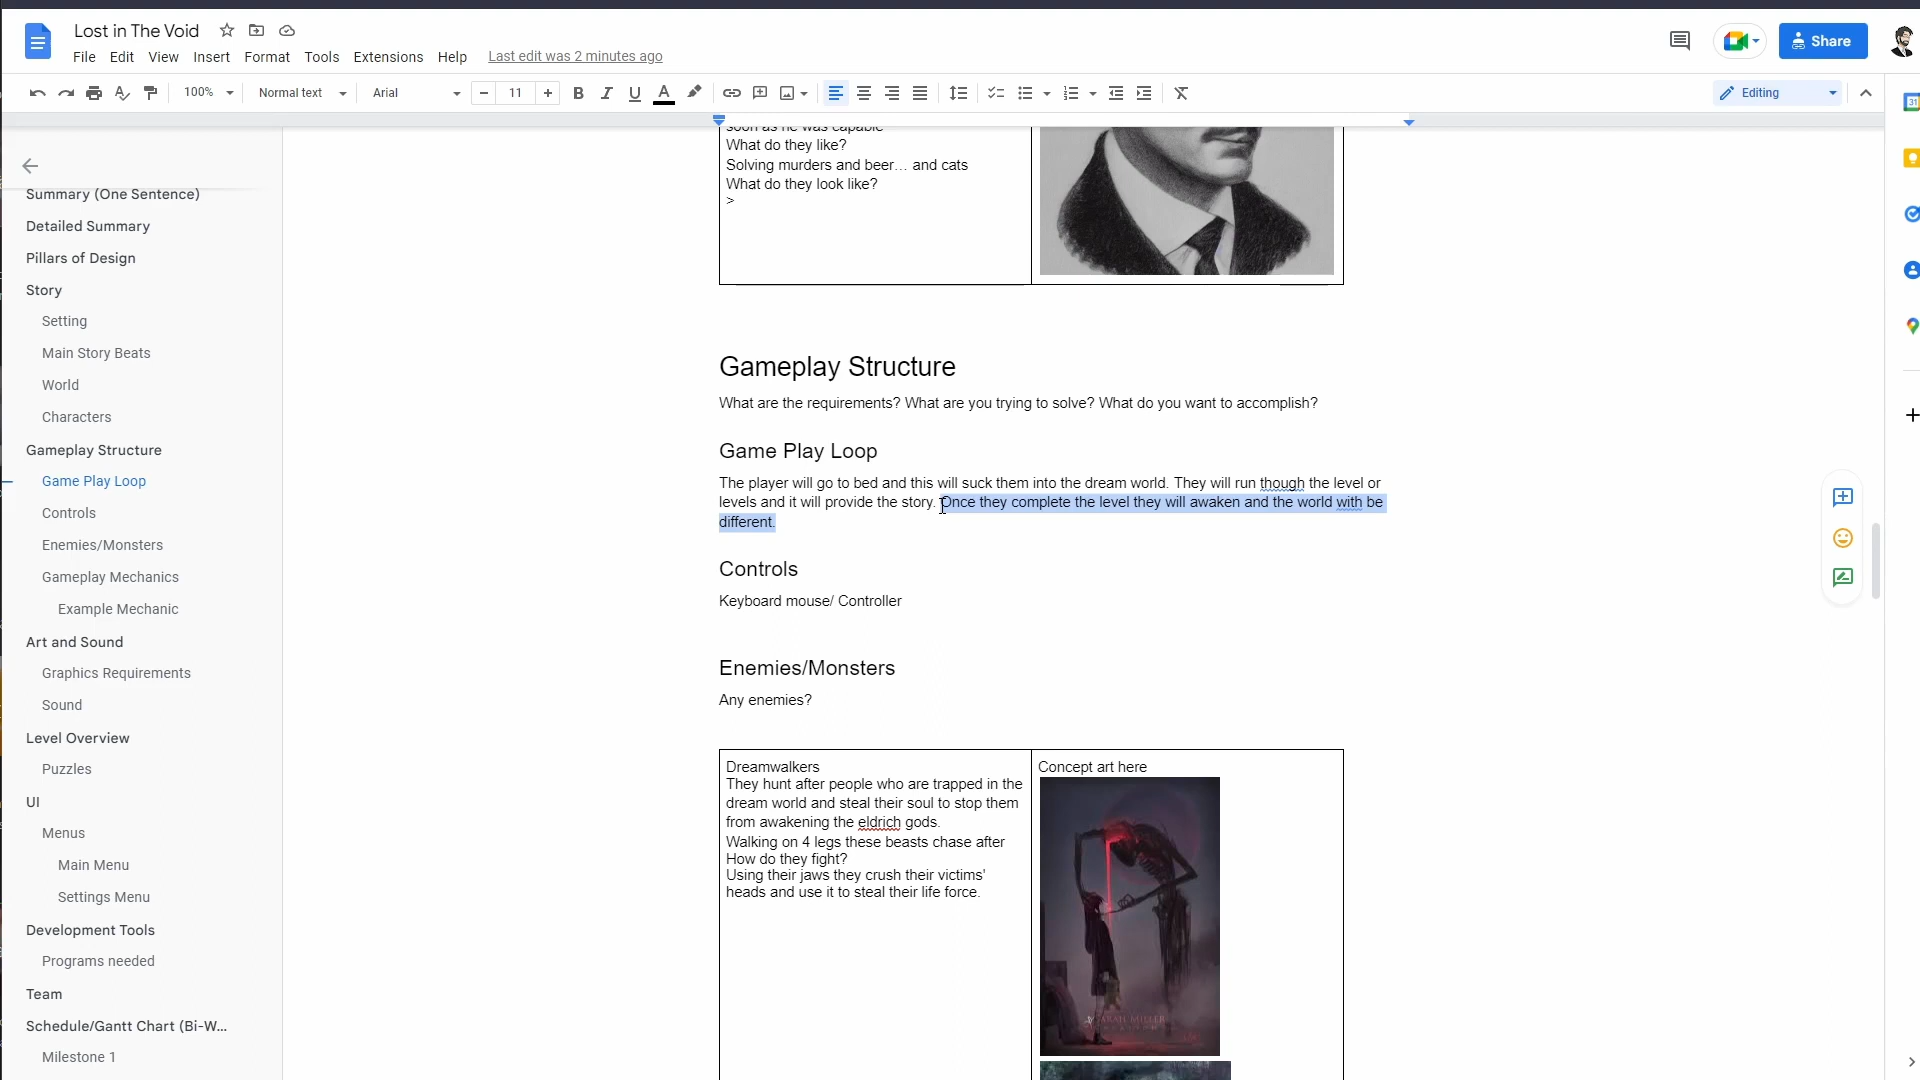 Lost in The Void
File Edit View Insert Format Tools Extensions Help Last edit was 2 minutes ago
Share
100% Normal text Arial 11 Editing
Summary (One Sentence)
Detailed Summary
Pillars of Design
Story
Setting
Main Story Beats
World
Characters
Gameplay Structure
Game Play Loop
Controls
Enemies/Monsters
Gameplay Mechanics
Example Mechanic
Art and Sound
Graphics Requirements
Sound
Level Overview
Puzzles
UI
Menus
Main Menu
Settings Menu
Development Tools
Programs needed
Team
Schedule/Gantt Chart (Bi-W...
Milestone 1
soon as he was capable
What do they like?
Solving murders and beer… and cats
What do they look like?
>
Gameplay Structure
What are the requirements? What are you trying to solve? What do you want to accomplish?
Game Play Loop
The player will go to bed and this will suck them into the dream world. They will run though the level or
levels and it will provide the story. Once they complete the level they will awaken and the world with be
different.
Controls
Keyboard mouse/ Controller
Enemies/Monsters
Any enemies?
Dreamwalkers
They hunt after people who are trapped in the
dream world and steal their soul to stop them
from awakening the eldrich gods.
Walking on 4 legs these beasts chase after
How do they fight?
Using their jaws they crush their victims'
heads and use it to steal their life force.
Concept art here
SARAH MILLER
31